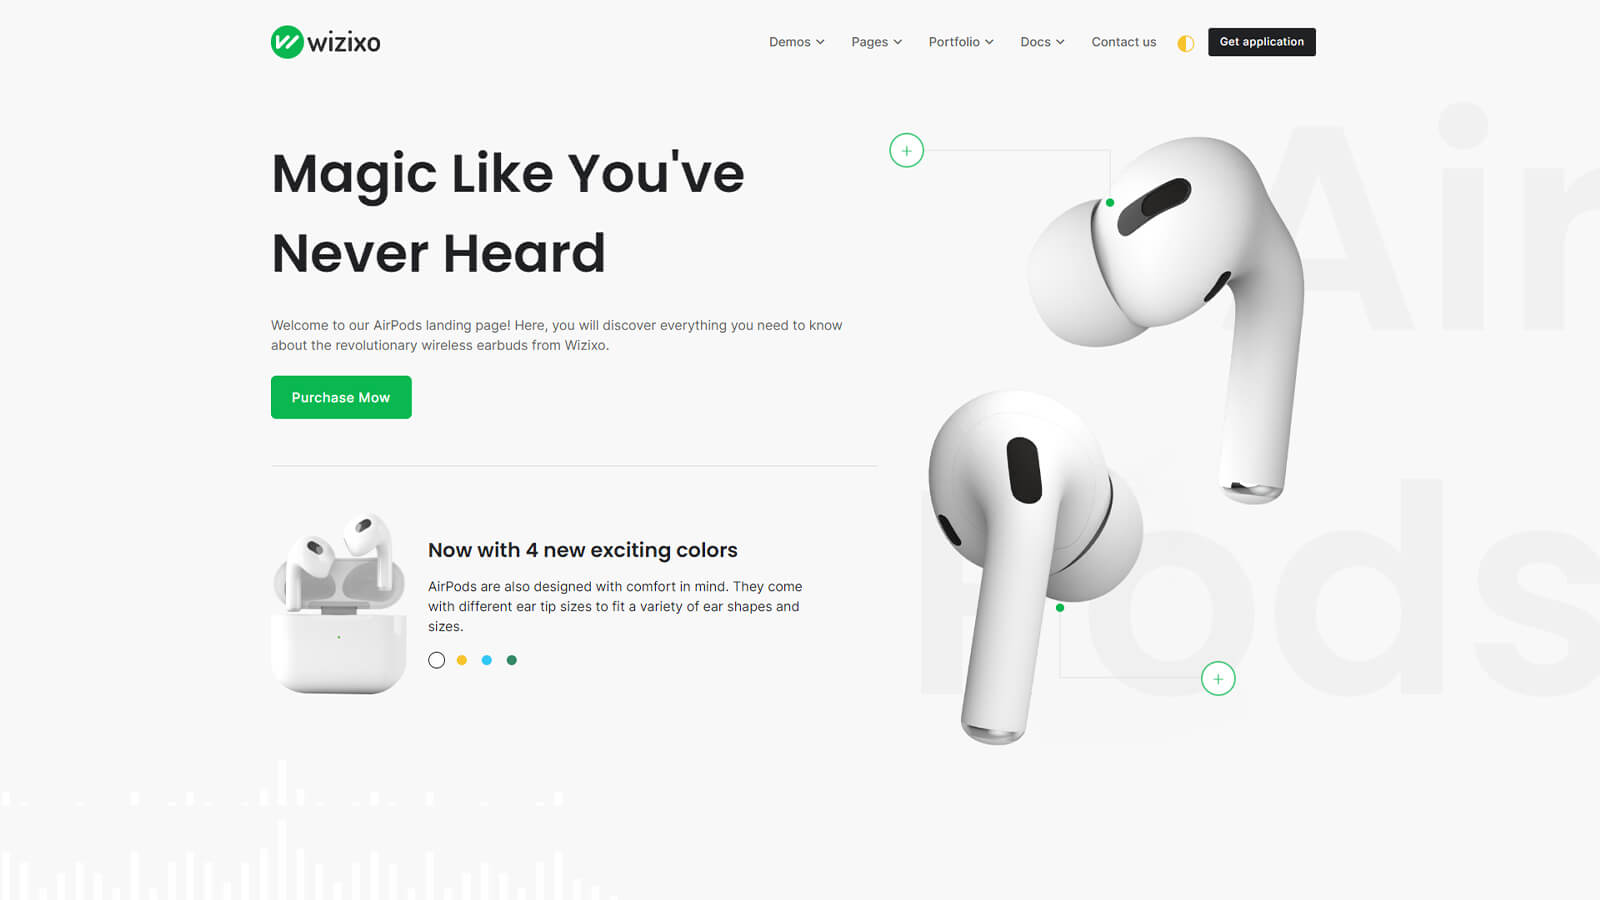 wizixo
Demos
Pages
Portfolio
Docs
Contact us
Get application
Magic Like You've
Never Heard
Welcome to our AirPods landing page! Here, you will discover everything you need to know
about the revolutionary wireless earbuds from Wizixo.
Purchase Mow
Now with 4 new exciting colors
AirPods are also designed with comfort in mind. They come
with different ear tip sizes to fit a variety of ear shapes and
sizes.
Air
Pods